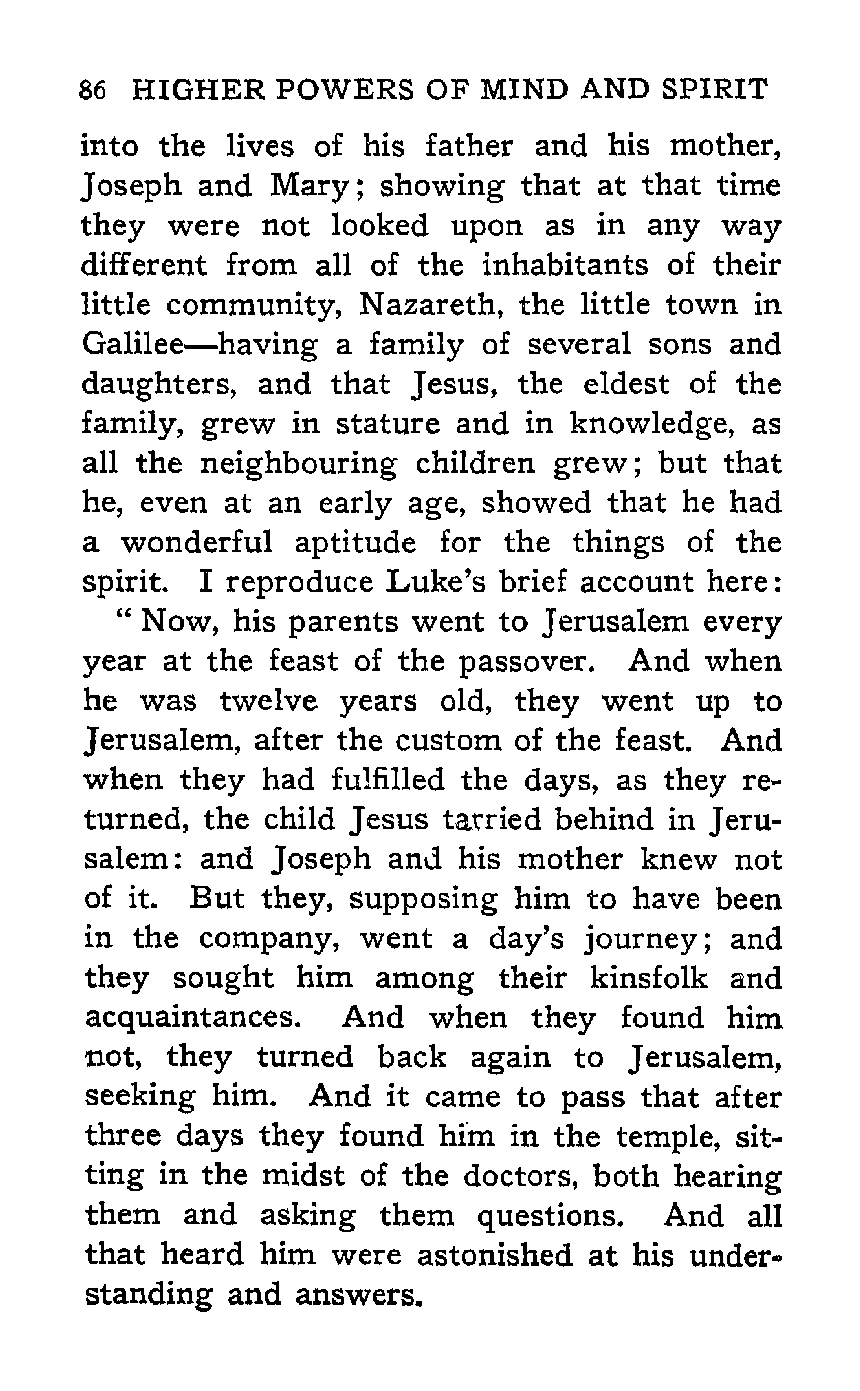 86 HIGHER POWERS OF MIND AND SPIRIT
into the lives of his father and his mother,
Joseph and Mary; showing that at that time
they were not looked upon as in any way
different from all of the inhabitants of their
little community, Nazareth, the little town in
Galilee—having a family of several sons and
daughters, and that Jesus, the eldest of the
family, grew in stature and in knowledge, as
all the neighbouring children grew; but that
he, even at an early age, showed that he had
a wonderful aptitude for the things of the
spirit. I reproduce Luke's brief account here:
“ Now, his parents went to Jerusalem every
year at the feast of the passover. And when
he was twelve years old, they went up to
Jerusalem, after the custom of the feast. And
when they had fulfilled the days, as they re-
turned, the child Jesus tarried behind in Jeru-
salem: and Joseph and his mother knew not
of it. But they, supposing him to have been
in the company, went a day's journey; and
they sought him among their kinsfolk and
acquaintances. And when they found him
not, they turned back again to Jerusalem,
seeking him. And it came to pass that after
three days they found him in the temple, sit-
ting in the midst of the doctors, both hearing
them and asking them questions. And all
that heard him were astonished at his under-
standing and answers.